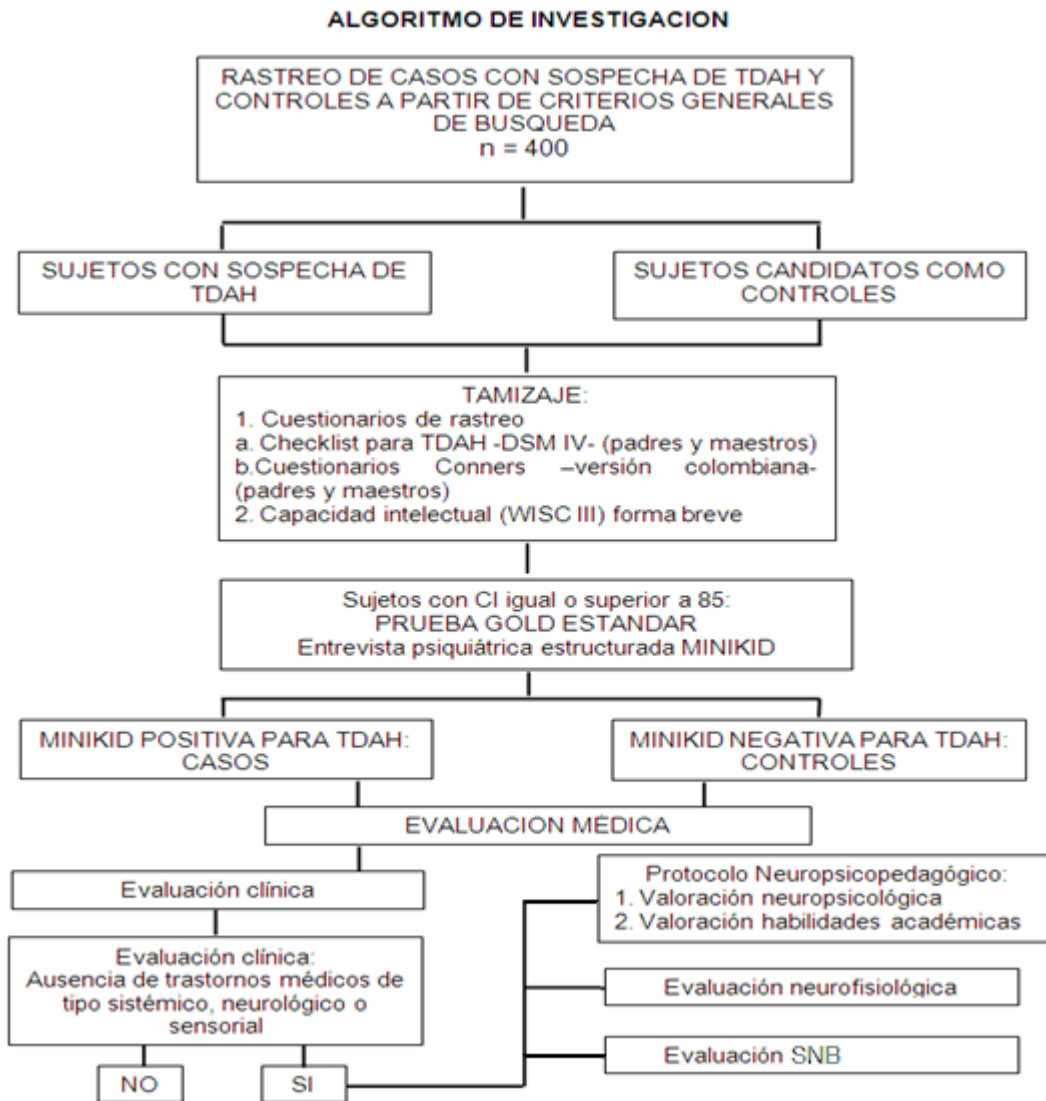 ALGORITMO DE INVESTIGACION
RASTREO DE CASOS CON SOSPECHA DE TDAH Y
CONTROLES A PARTIR DE CRITERIOS GENERALES
DE BUSQUEDA
n = 400
SUJETOS CON SOSPECHA DE
TDAH
SUJETOS CANDIDATOS COMO
CONTROLES
TAMIZAJE:
1. Cuestionarios de rastreo
a. Checklist para TDAH -DSM IV- (padres y maestros)
b.Cuestionarios Conners –versión colombiana-
(padres y maestros)
2. Capacidad intelectual (WISC III) forma breve
Sujetos con CI igual o superior a 85:
PRUEBA GOLD ESTANDAR
Entrevista psiquiátrica estructurada MINIKID
MINIKID POSITIVA PARA TDAH:
CASOS
MINIKID NEGATIVA PARA TDAH:
CONTROLES
EVALUACION MÉDICA
Evaluación clínica
Evaluación clínica:
Ausencia de trastornos médicos de
tipo sistémico, neurológico o
sensorial
NO
SI
Protocolo Neuropsicopedagógico:
1. Valoración neuropsicológica
2. Valoración habilidades académicas
Evaluación neurofisiológica
Evaluación SNB